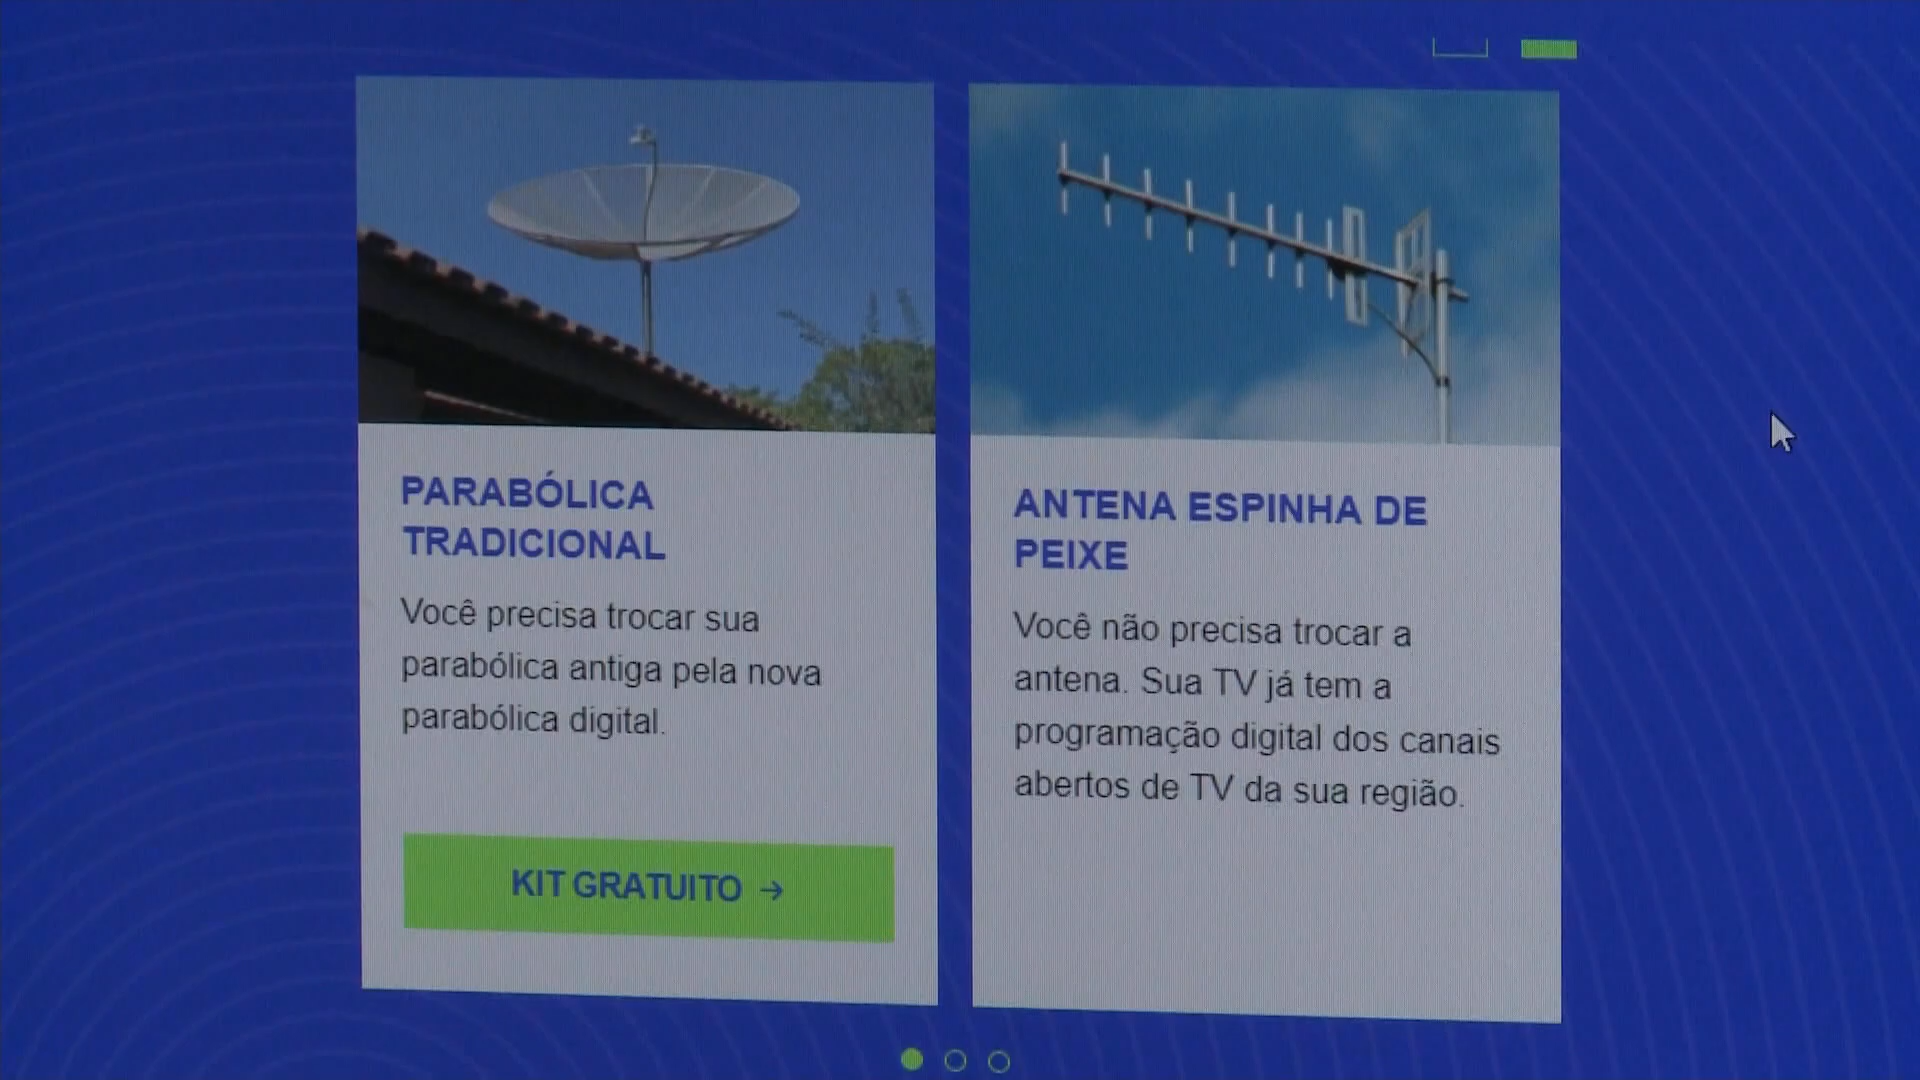 PARABÓLICA
TRADICIONAL
Você precisa trocar sua
parabólica antiga pela nova
parabólica digital.
KIT GRATUITO →
ANTENA ESPINHA DE
PEIXE
Você não precisa trocar a
antena. Sua TV já tem a
programação digital dos canais
abertos de TV da sua região.